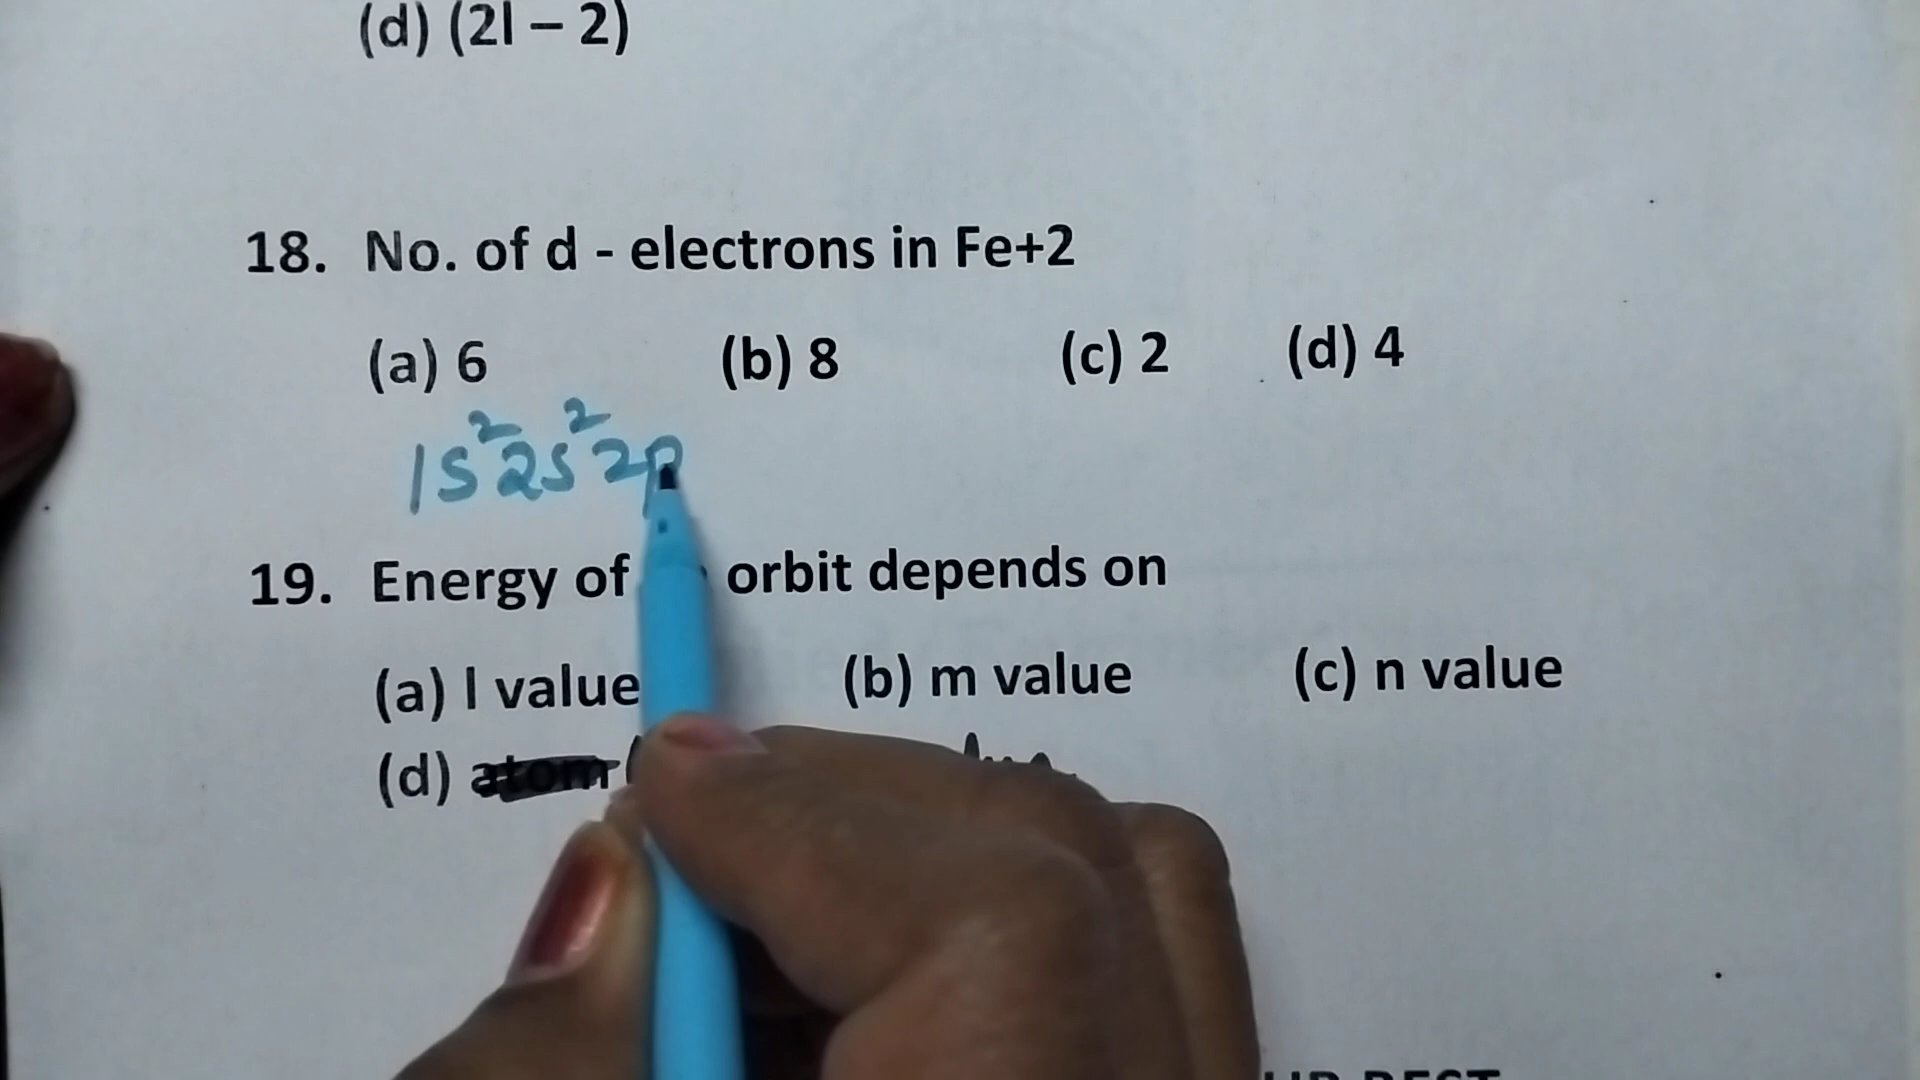 (d) (2l – 2)
18. No. of d - electrons in Fe+2
(a) 6 (b) 8 (c) 2 (d) 4
1s² 2s² 2p
19. Energy of orbit depends on
(a) l value (b) m value (c) n value
(d) atom